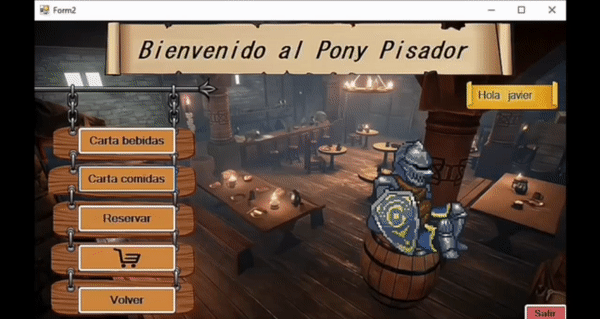 Form2
Bienvenido al Pony Pisador
Hola javier
Carta bebidas
Carta comidas
Reservar
Volver
Salir